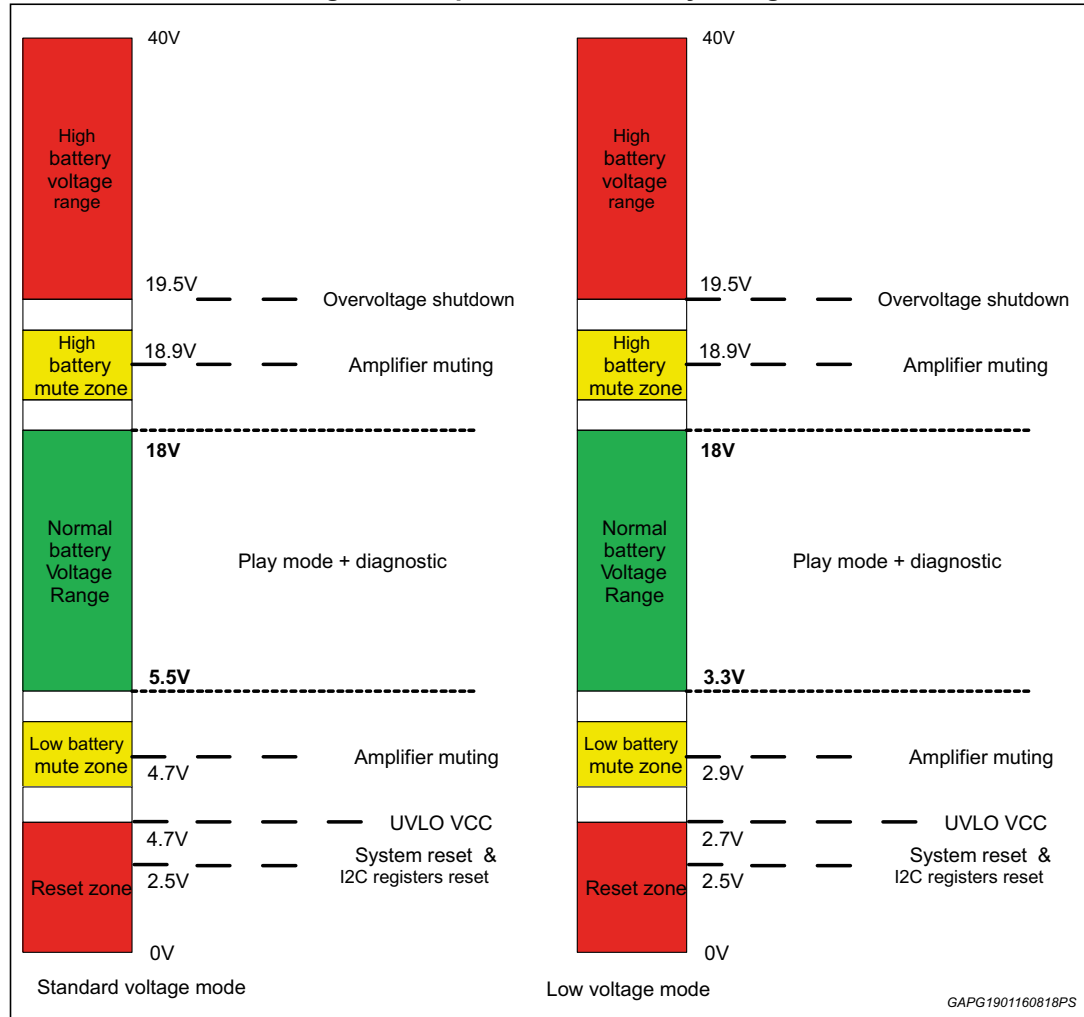 40V
High
battery
voltage
range
19.5V
Overvoltage shutdown
High
battery
mute zone
18.9V
Amplifier muting
18V
Normal
battery
Voltage
Range
Play mode + diagnostic
5.5V
Low battery
mute zone
Amplifier muting
4.7V
UVLO VCC
4.7V
System reset &
I2C registers reset
Reset zone
2.5V
0V
Standard voltage mode
40V
High
battery
voltage
range
19.5V
Overvoltage shutdown
High
battery
mute zone
18.9V
Amplifier muting
18V
Normal
battery
Voltage
Range
Play mode + diagnostic
3.3V
Low battery
mute zone
Amplifier muting
2.9V
UVLO VCC
2.7V
System reset &
I2C registers reset
Reset zone
2.5V
0V
Low voltage mode
GAPG1901160818PS